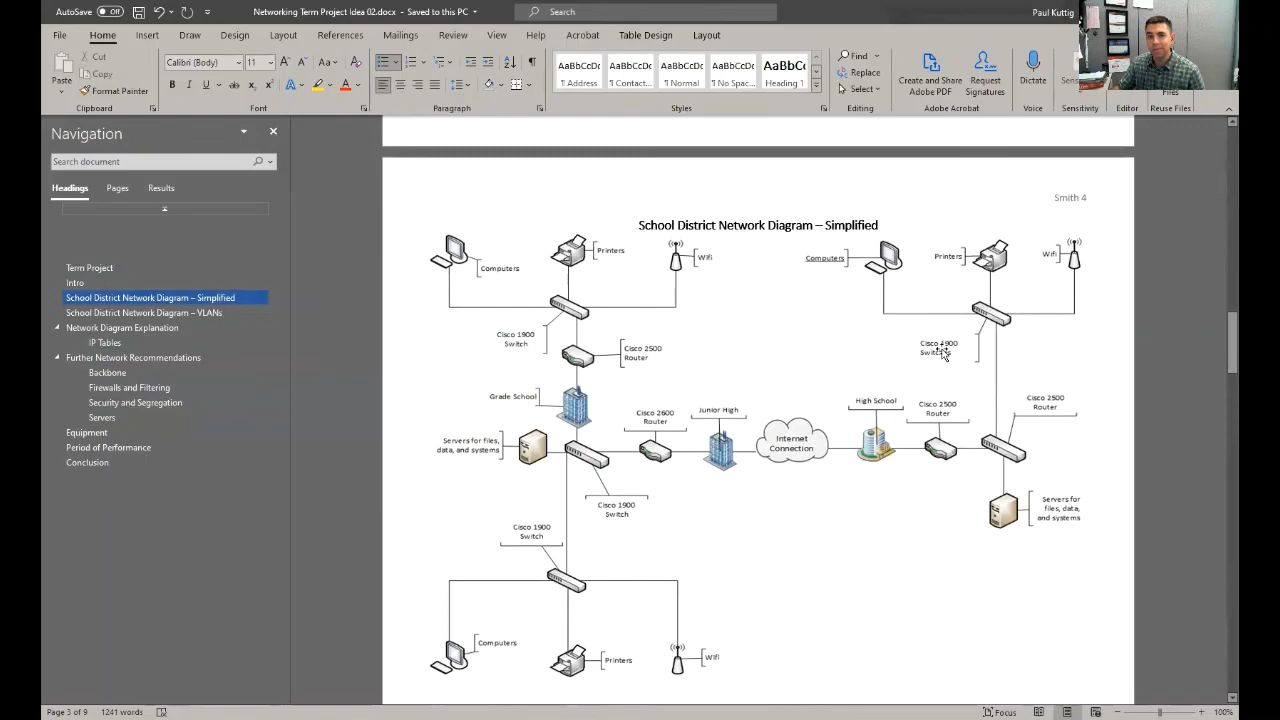 AutoSave Off
Networking Term Project Idea 02.docx - Saved to this PC
Search
Paul Kuttig
File Home Insert Draw Design Layout References Mailings Review View Help Acrobat Table Design Layout
Paste
Cut
Copy
Format Painter
Calibri (Body) 11
AaBbCcDc AaBbCcDc AaBbCcDc AaBbCcDc AaBbCc
¶ Address ¶ Contact... ¶ Normal ¶ No Spac... Heading 1
Find
Replace
Select
Create and Share
Adobe PDF
Request
Signatures
Dictate
Files
Clipboard Font Paragraph Styles Editing Adobe Acrobat Voice Sensitivity Editor Reuse Files
Navigation
Search document
Headings Pages Results
Term Project
Intro
School District Network Diagram – Simplified
School District Network Diagram – VLANs
Network Diagram Explanation
IP Tables
Further Network Recommendations
Backbone
Firewalls and Filtering
Security and Segregation
Servers
Equipment
Period of Performance
Conclusion
Smith 4
School District Network Diagram – Simplified
Computers
Printers
Wifi
Computers
Printers
Wifi
Cisco 1900
Switch
Cisco 2500
Router
Cisco
Grade School
Cisco 2600
Router
Junior High
Internet
Connection
High School
Cisco 2500
Router
Cisco 2500
Router
Servers for files,
data, and systems
Cisco 1900
Switch
Servers for
files, data,
and systems
Cisco 1900
Switch
Computers
Printers
Wifi
Page 3 of 9 1241 words
Focus
100%